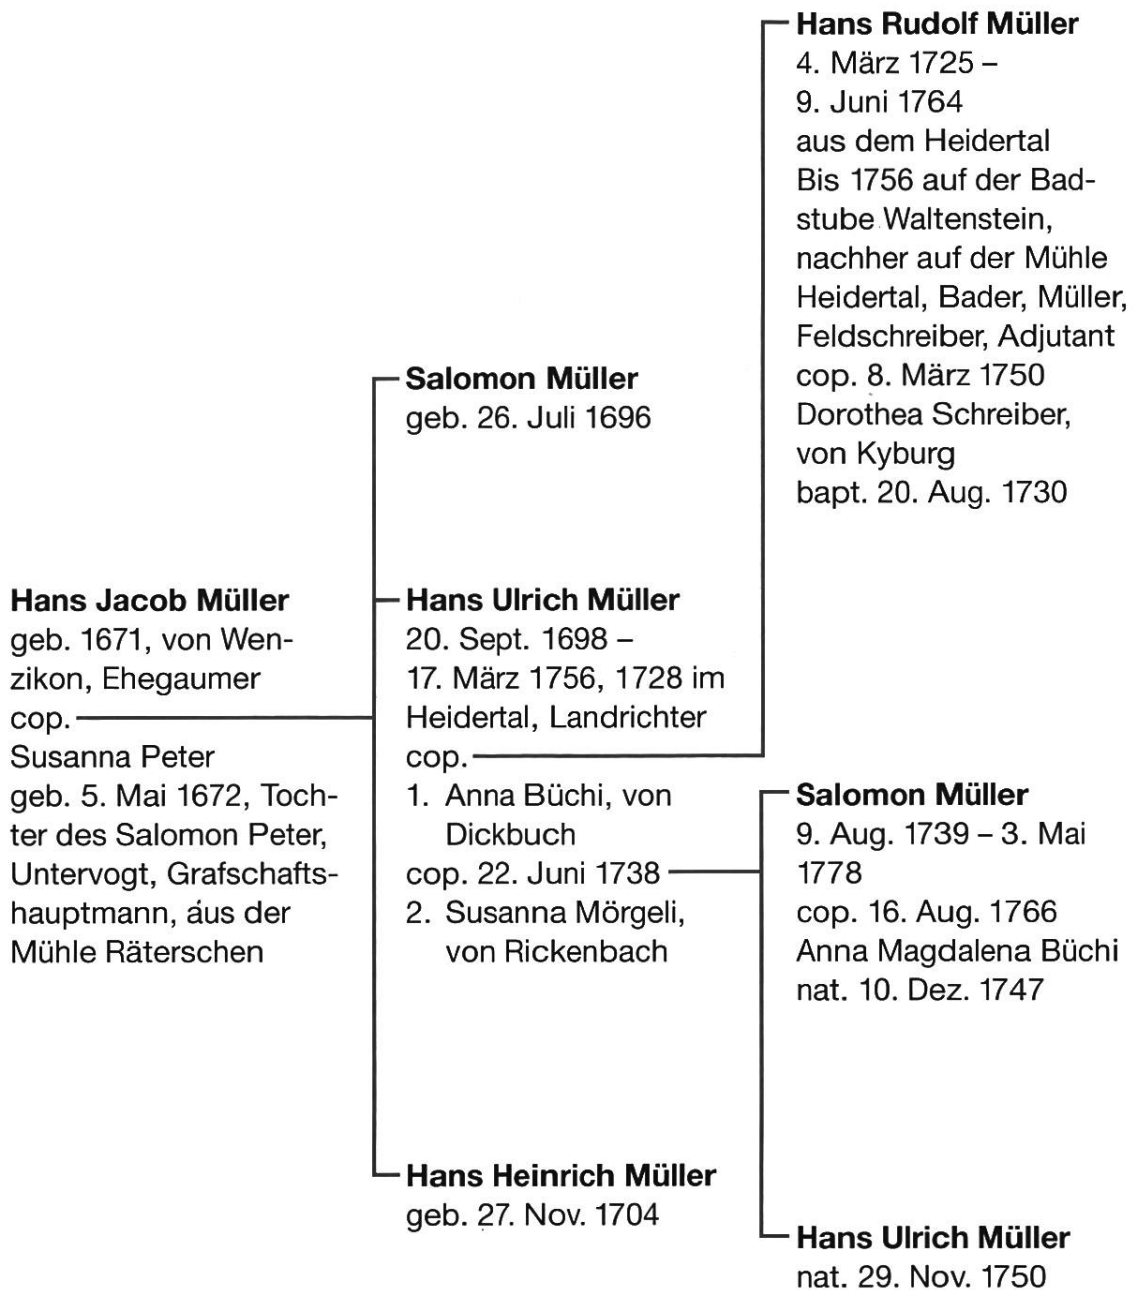 Hans Jacob Müller
geb. 1671, von Wen-
zikon, Ehegaumer
cop.
Susanna Peter
geb. 5. Mai 1672, Toch-
ter des Salomon Peter,
Untervogt, Grafschafts-
hauptmann, áus der
Mühle Räterschen
Salomon Müller
geb. 26. Juli 1696
Hans Ulrich Müller
20. Sept. 1698 –
17. März 1756, 1728 im
Heidertal, Landrichter
cop.
1. Anna Büchi, von
Dickbuch
cop. 22. Juni 1738
2. Susanna Mörgeli,
von Rickenbach
Hans Heinrich Müller
geb. 27. Nov. 1704
Hans Rudolf Müller
4. März 1725 –
9. Juni 1764
aus dem Heidertal
Bis 1756 auf der Bad-
stube Waltenstein,
nachher auf der Mühle
Heidertal, Bader, Müller,
Feldschreiber, Adjutant
cop. 8. März 1750
Dorothea Schreiber,
von Kyburg
bapt. 20. Aug. 1730
Salomon Müller
9. Aug. 1739 – 3. Mai
1778
cop. 16. Aug. 1766
Anna Magdalena Büchi
nat. 10. Dez. 1747
Hans Ulrich Müller
nat. 29. Nov. 1750